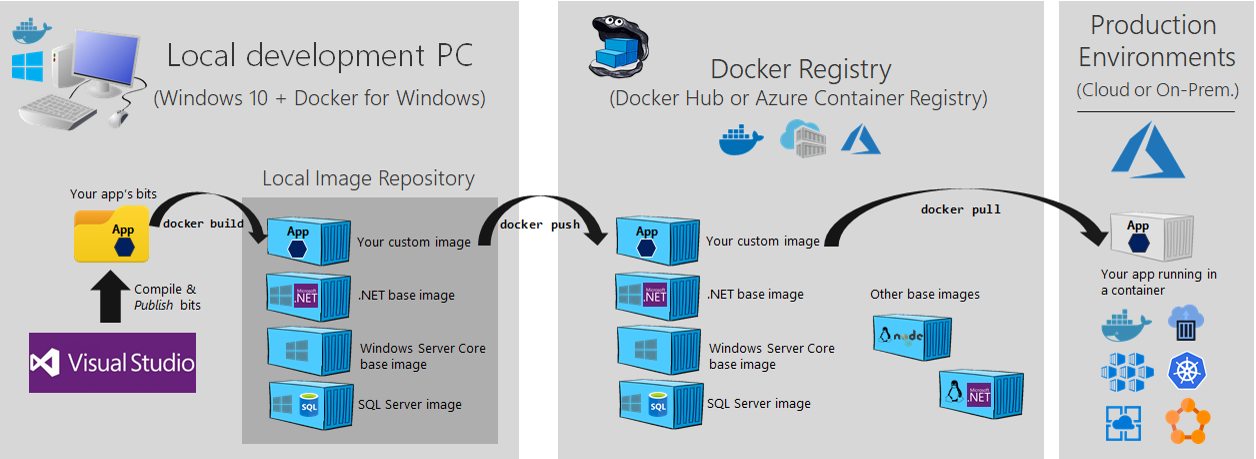 Local development PC
(Windows 10 + Docker for Windows)
Your app's bits
App
docker build
Compile &
Publish bits
Visual Studio
Local Image Repository
App
Your custom image
Microsoft
.NET
.NET base image
Windows Server Core
base image
SQL
SQL Server image
docker push
Docker Registry
(Docker Hub or Azure Container Registry)
App
Your custom image
Microsoft
.NET
.NET base image
Windows Server Core
base image
SQL
SQL Server image
Other base images
node
Microsoft
.NET
docker pull
Production
Environments
(Cloud or On-Prem.)
App
Your app running in
a container